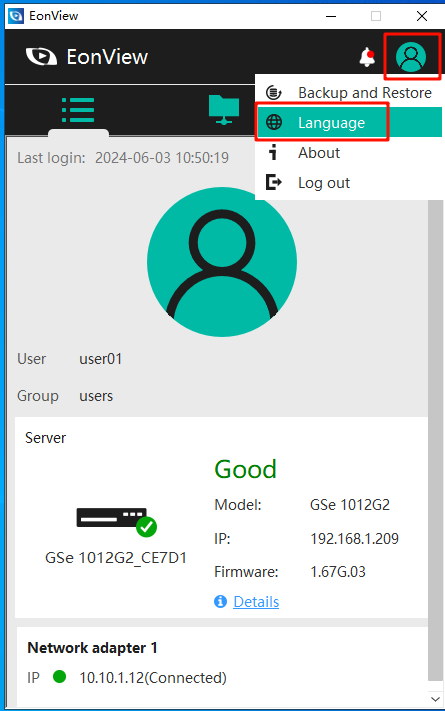 EonView
EonView
Backup and Restore
Language
About
Log out
Last login: 2024-06-03 10:50:19
User user01
Group users
Server
Good
Model: GSe 1012G2
IP: 192.168.1.209
GSe 1012G2_CE7D1
Firmware: 1.67G.03
Details
Network adapter 1
IP 10.10.1.12(Connected)